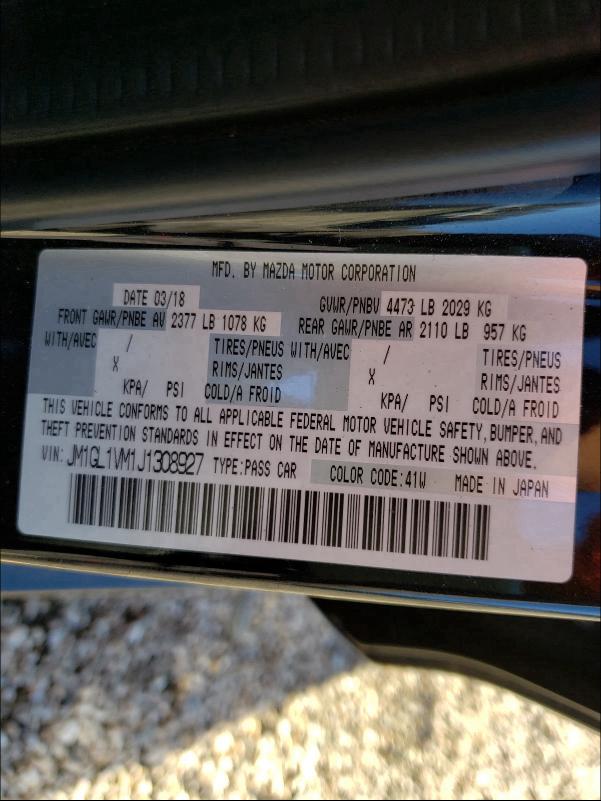 MFD. BY MAZDA MOTOR CORPORATION
DATE 03/18 GVWR/PNBV 4473 LB 2029 KG
FRONT GAWR/PNBE AV 2377 LB 1078 KG REAR GAWR/PNBE AR 2110 LB 957 KG
WITH/AVEC / TIRES/PNEUS WITH/AVEC / TIRES/PNEUS
X RIMS/JANTES X RIMS/JANTES
KPA/ PSI COLD/A FROID KPA/ PSI COLD/A FROID
THIS VEHICLE CONFORMS TO ALL APPLICABLE FEDERAL MOTOR VEHICLE SAFETY, BUMPER, AND
THEFT PREVENTION STANDARDS IN EFFECT ON THE DATE OF MANUFACTURE SHOWN ABOVE.
VIN: JM1GL1VM1J1308927 TYPE:PASS CAR COLOR CODE:41W MADE IN JAPAN